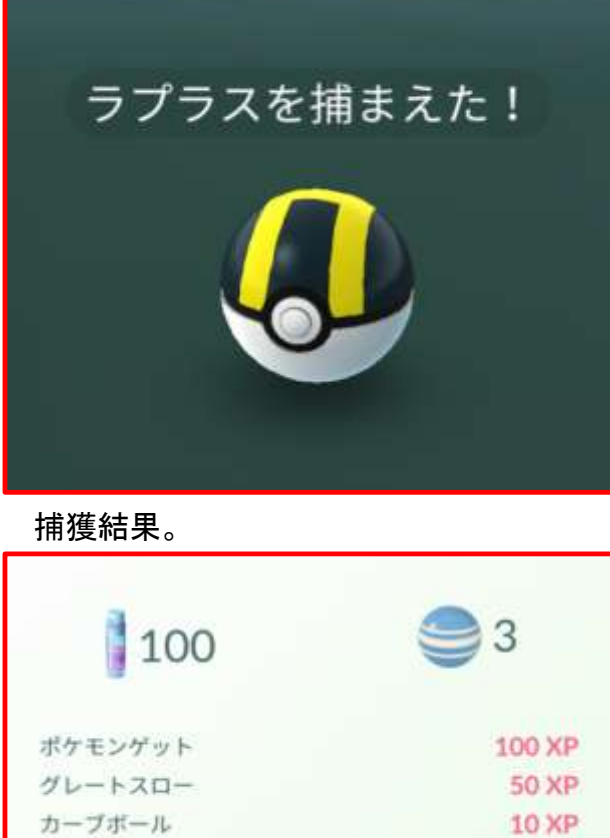 ラプラスを捕まえた！
捕獲結果。
100 3
ポケモンゲット 100 XP
グレートスロー 50 XP
カーブボール 10 XP